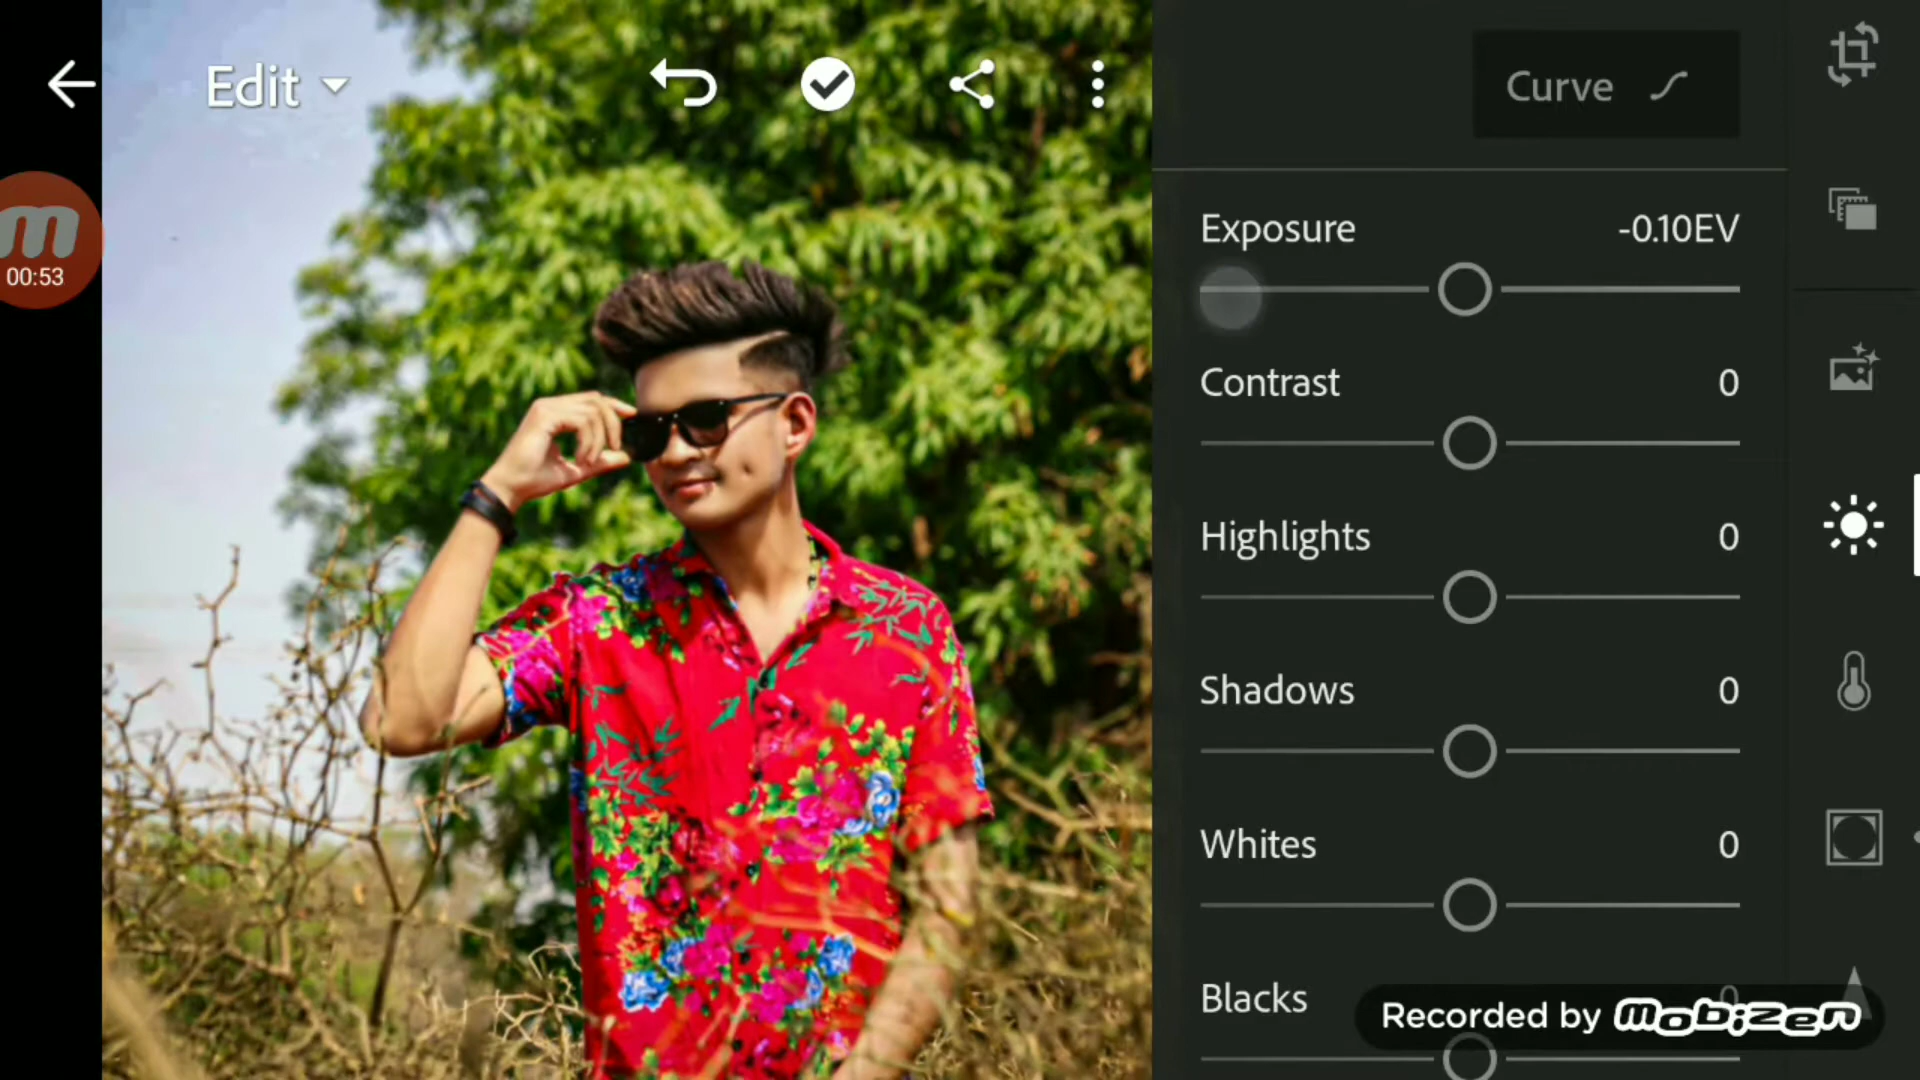 Edit
Curve
m
00:53
Exposure -0.10EV
Contrast 0
Highlights 0
Shadows 0
Whites 0
Blacks 0
Recorded by mobizen